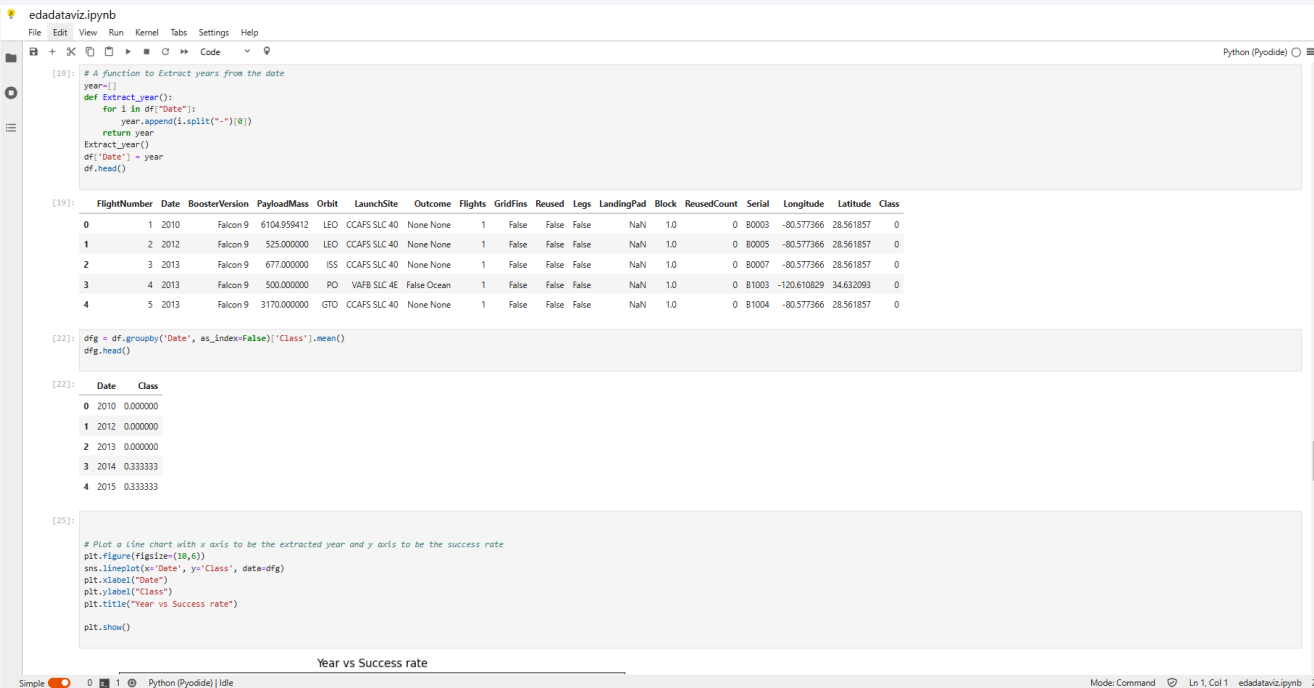 edadataviz.ipynb
File Edit View Run Kernel Tabs Settings Help
Code
Python (Pyodide)
[19]: # A function to Extract years from the date
year=[]
def Extract_year():
    for i in df["Date"]:
        year.append(i.split("-")[0])
    return year
Extract_year()
df['Date'] = year
df.head()
[19]: FlightNumber Date BoosterVersion PayloadMass Orbit LaunchSite Outcome Flights GridFins Reused Legs LandingPad Block ReusedCount Serial Longitude Latitude Class
0 1 2010 Falcon 9 6104.959412 LEO CCAFS SLC 40 None None 1 False False False NaN 1.0 0 B0003 -80.577366 28.561857 0
1 2 2012 Falcon 9 525.000000 LEO CCAFS SLC 40 None None 1 False False False NaN 1.0 0 B0005 -80.577366 28.561857 0
2 3 2013 Falcon 9 677.000000 ISS CCAFS SLC 40 None None 1 False False False NaN 1.0 0 B0007 -80.577366 28.561857 0
3 4 2013 Falcon 9 500.000000 PO VAFB SLC 4E False Ocean 1 False False False NaN 1.0 0 B1003 -120.610829 34.632093 0
4 5 2013 Falcon 9 3170.000000 GTO CCAFS SLC 40 None None 1 False False False NaN 1.0 0 B1004 -80.577366 28.561857 0
[22]: dfg = df.groupby('Date', as_index=False)['Class'].mean()
dfg.head()
[22]: Date Class
0 2010 0.000000
1 2012 0.000000
2 2013 0.000000
3 2014 0.333333
4 2015 0.333333
[25]:
# Plot a line chart with x axis to be the extracted year and y axis to be the success rate
plt.figure(figsize=(10,6))
sns.lineplot(x='Date', y='Class', data=dfg)
plt.xlabel("Date")
plt.ylabel("Class")
plt.title("Year vs Success rate")
plt.show()
Year vs Success rate
Simple 0 1 Python (Pyodide) | Idle Mode: Command Ln 1, Col 1 edadataviz.ipynb